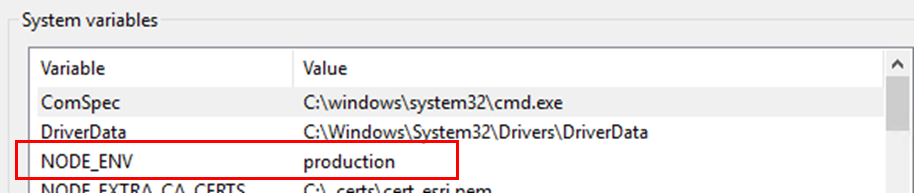 System variables
Variable Value
ComSpec C:\windows\system32\cmd.exe
DriverData C:\Windows\System32\Drivers\DriverData
NODE_ENV production
NODE_EXTRA_CA_CERTS C:\_certs\cert_esri.pem